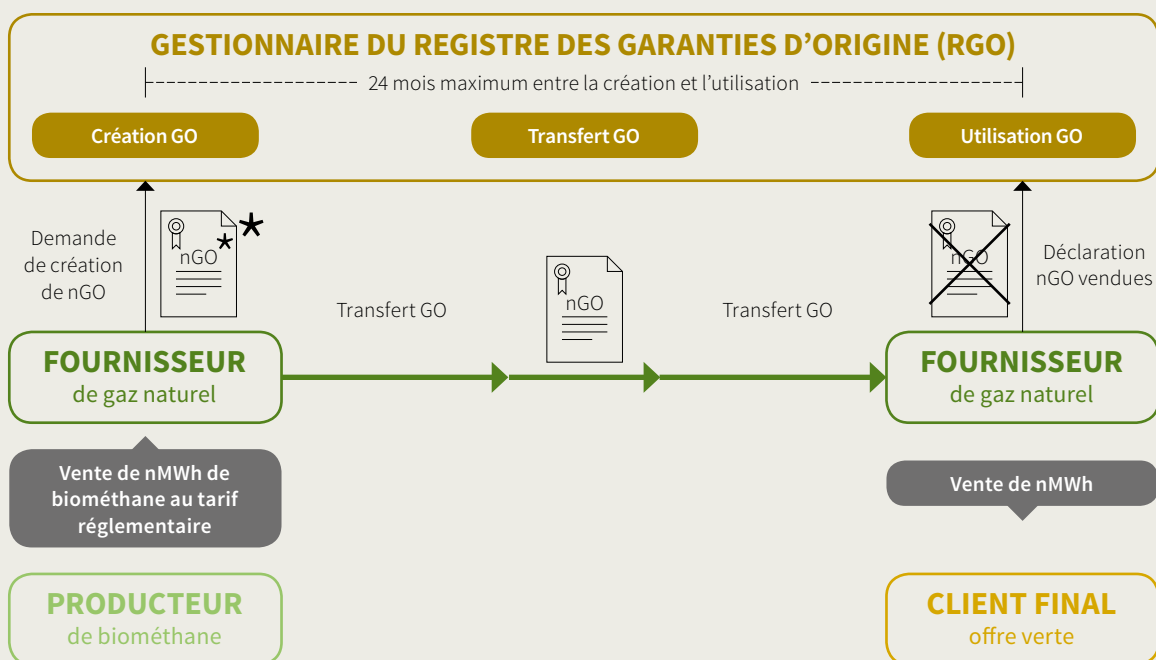 GESTIONNAIRE DU REGISTRE DES GARANTIES D’ORIGINE (RGO)
24 mois maximum entre la création et l’utilisation
Création GO
Transfert GO
Utilisation GO
Demande
de création
de nGO
nGO
Transfert GO
nGO
Transfert GO
nGO
Déclaration
nGO vendues
FOURNISSEUR
de gaz naturel
FOURNISSEUR
de gaz naturel
Vente de nMWh de
biométhane au tarif
réglementaire
Vente de nMWh
PRODUCTEUR
de biométhane
CLIENT FINAL
offre verte